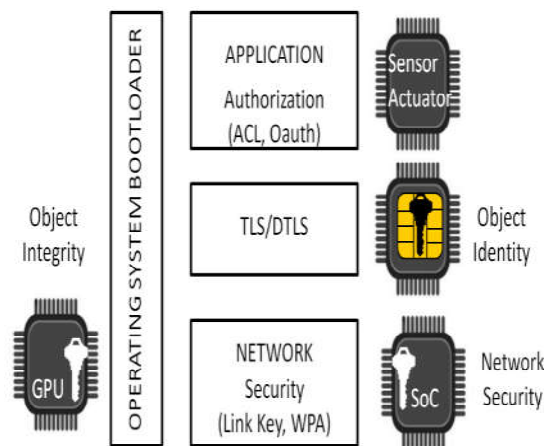 APPLICATION
Authorization
(ACL, Oauth)
Sensor
Actuator
OPERATING SYSTEM BOOTLOADER
Object
Integrity
TLS/DTLS
Object
Identity
GPU
NETWORK
Security
(Link Key, WPA)
SoC
Network
Security